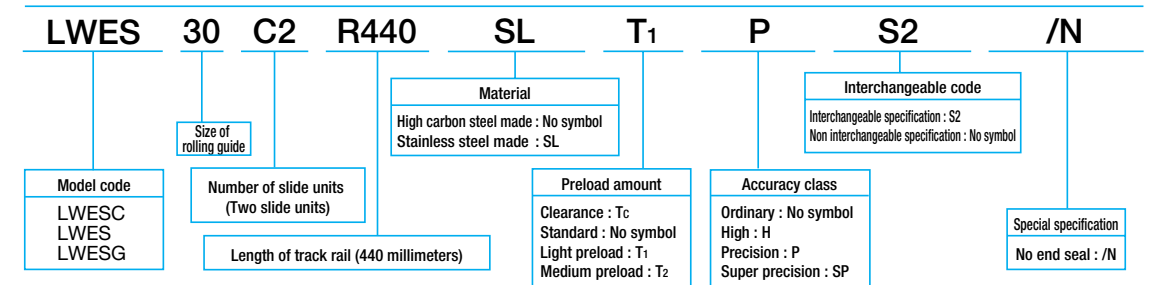 LWES 30 C2 R440 SL T1 P S2 /N
Material
High carbon steel made : No symbol
Stainless steel made : SL
Interchangeable code
Interchangeable specification : S2
Non interchangeable specification : No symbol
Size of
rolling guide
Model code
LWESC
LWES
LWESG
Number of slide units
(Two slide units)
Length of track rail (440 millimeters)
Preload amount
Clearance : Tc
Standard : No symbol
Light preload : T1
Medium preload : T2
Accuracy class
Ordinary : No symbol
High : H
Precision : P
Super precision : SP
Special specification
No end seal : /N